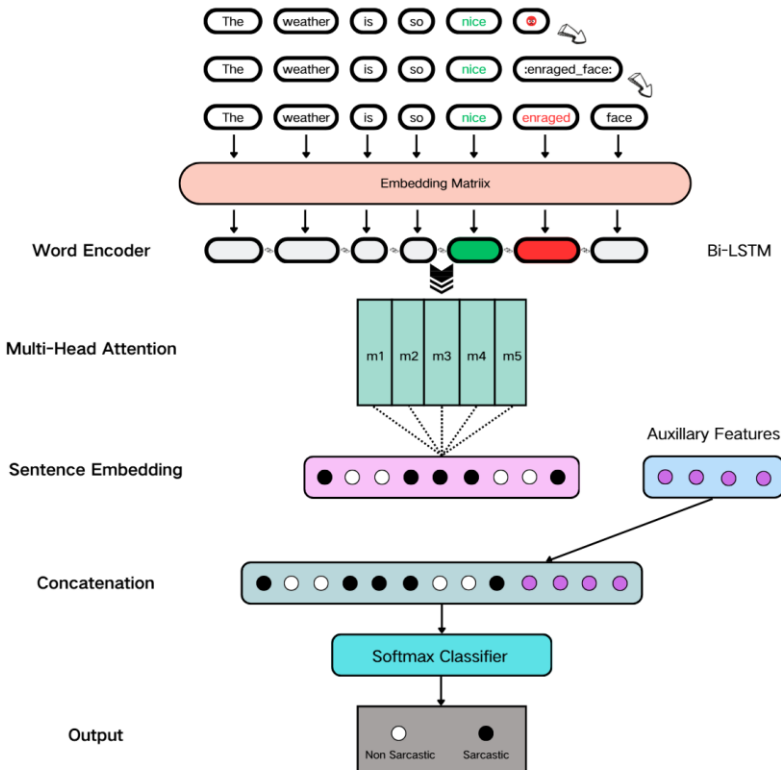 The weather is so nice
The weather is so nice :enraged_face:
The weather is so nice enraged face
Embedding Matriix
Word Encoder Bi-LSTM
Multi-Head Attention m1 m2 m3 m4 m5
Auxillary Features
Sentence Embedding
Concatenation
Softmax Classifier
Output
Non Sarcastic Sarcastic